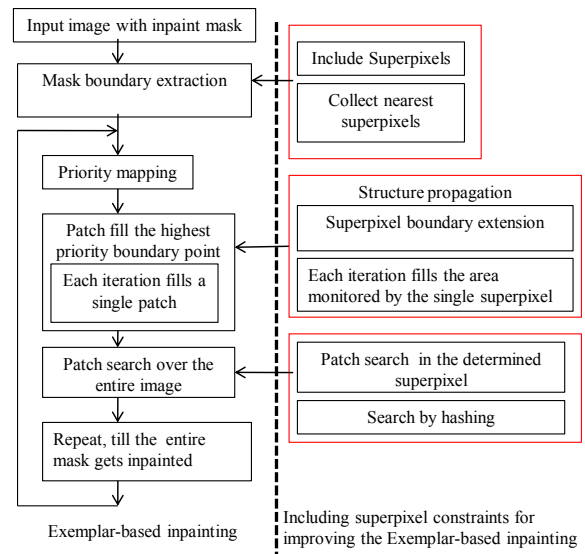 Input image with inpaint mask
Mask boundary extraction
Priority mapping
Patch fill the highest
priority boundary point
Each iteration fills a
single patch
Patch search over the
entire image
Repeat, till the entire
mask gets inpainted
Exemplar-based inpainting
Include Superpixels
Collect nearest
superpixels
Structure propagation
Superpixel boundary extension
Each iteration fills the area
monitored by the single superpixel
Patch search in the determined
superpixel
Search by hashing
Including superpixel constraints for
improving the Exemplar-based inpainting